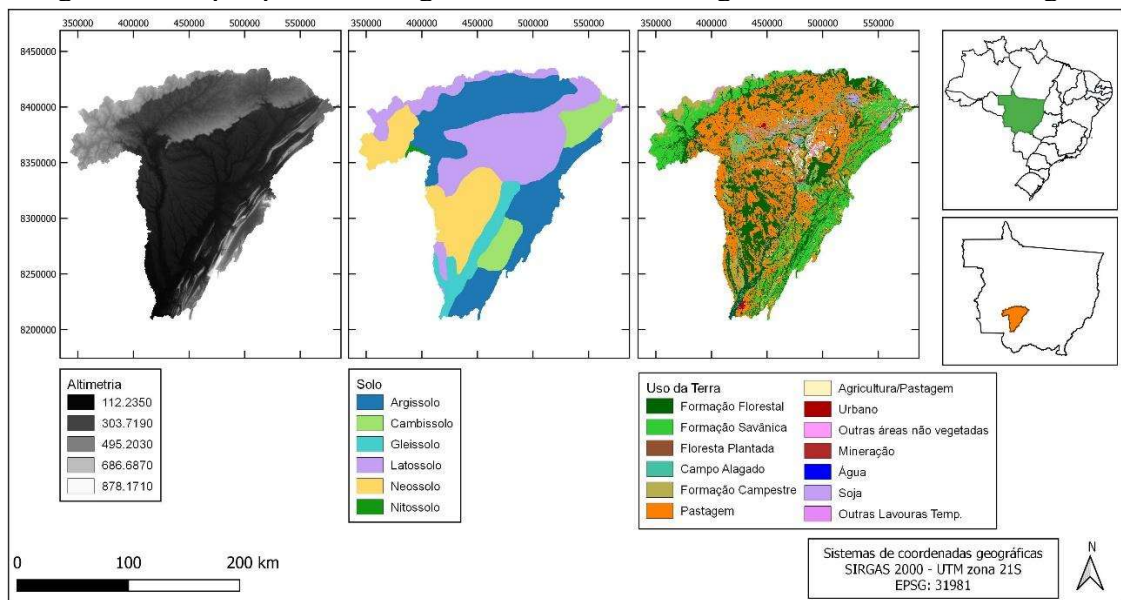 350000 400000 450000 500000 550000
350000 400000 450000 500000 550000
350000 400000 450000 500000 550000
8450000
8400000
8350000
8300000
8250000
8200000
Altimetria
112.2350
303.7190
495.2030
686.6870
878.1710
Solo
Argissolo
Cambissolo
Gleissolo
Latossolo
Neossolo
Nitossolo
Uso da Terra
Formação Florestal
Formação Savânica
Floresta Plantada
Campo Alagado
Formação Campestre
Pastagem
Agricultura/Pastagem
Urbano
Outras áreas não vegetadas
Mineração
Água
Soja
Outras Lavouras Temp.
0 100 200 km
Sistemas de coordenadas geográficas
SIRGAS 2000 - UTM zona 21S
EPSG: 31981
N